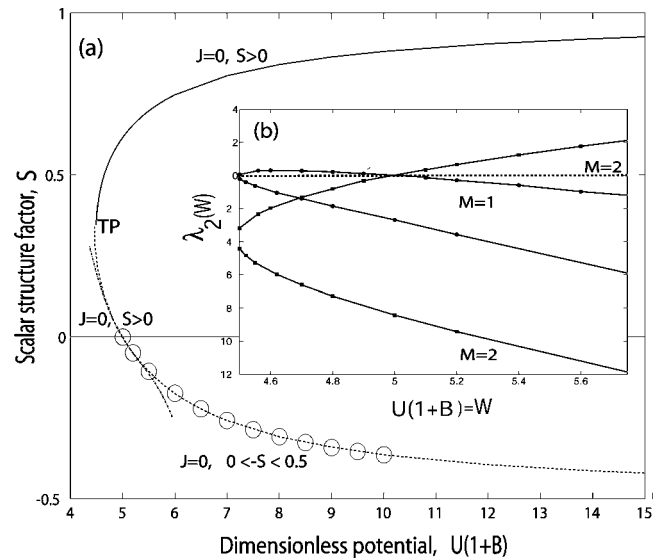 1
(a)
J=0, S>0
0.5
TP
J=0, S>0
0
J=0, 0 <-S < 0.5
-0.5
4 5 6 7 8 9 10 11 12 13 14 15
Scalar structure factor, S
Dimensionless potential, U(1+B)
(b)
4
2
0
2
4
6
8
10
12
M=2
M=1
M=2
4.6 4.8 5 5.2 5.4 5.6
λ₂(W)
U(1+B)=W